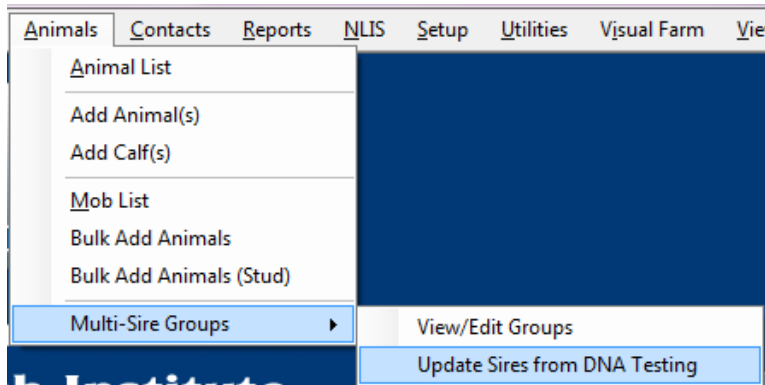 Animals Contacts Reports NLIS Setup Utilities Visual Farm
Animal List
Add Animal(s)
Add Calf(s)
Mob List
Bulk Add Animals
Bulk Add Animals (Stud)
Multi-Sire Groups
View/Edit Groups
Update Sires from DNA Testing